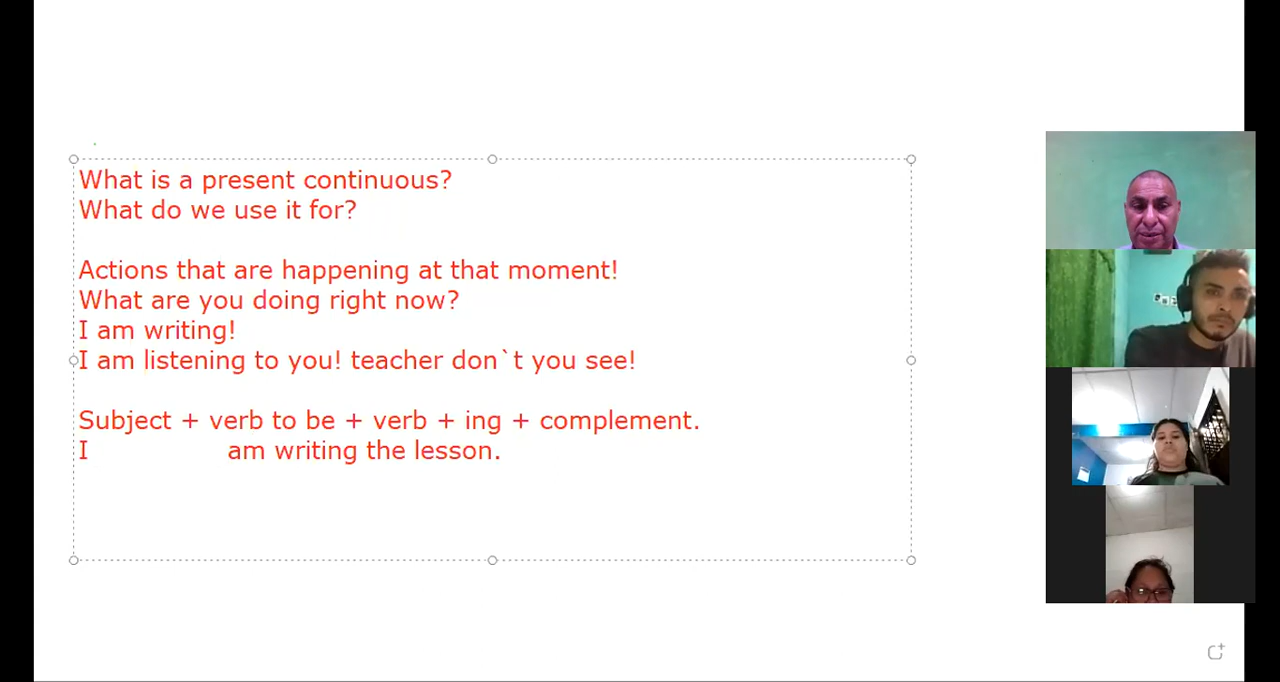 What is a present continuous?
What do we use it for?
Actions that are happening at that moment!
What are you doing right now?
I am writing!
I am listening to you! teacher don`t you see!
Subject + verb to be + verb + ing + complement.
I am writing the lesson.